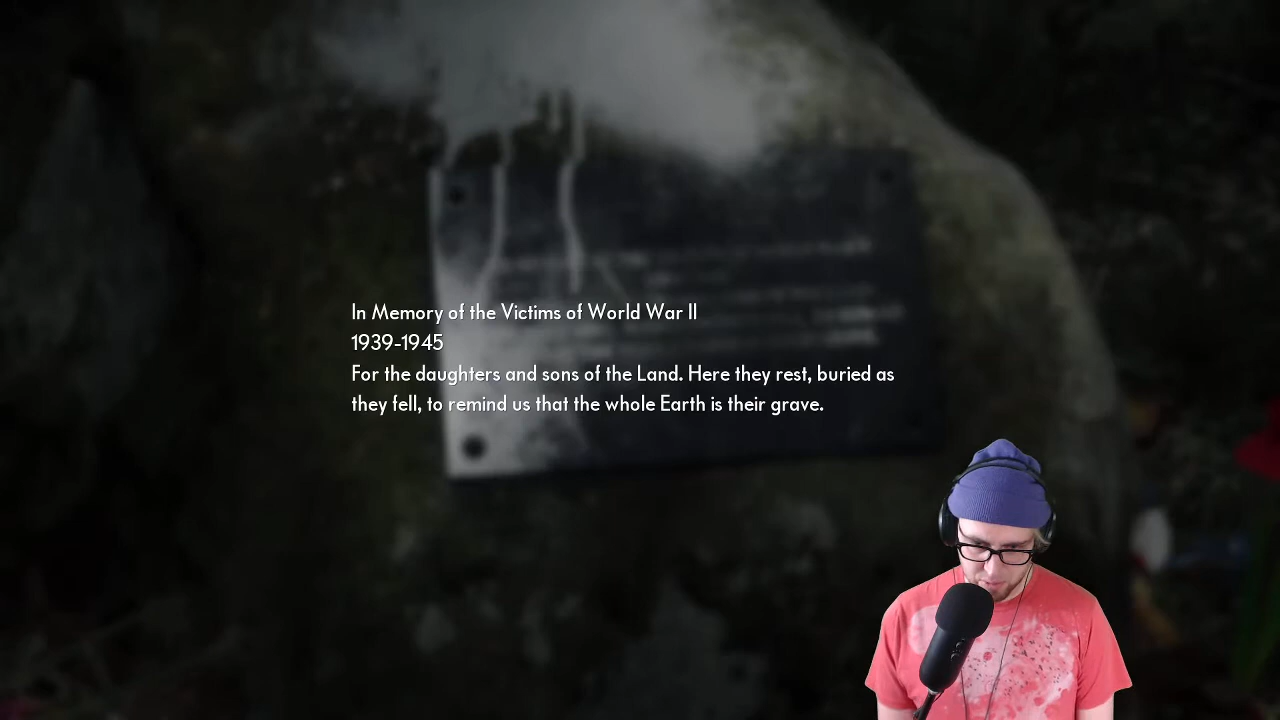 In Memory of the Victims of World War II
1939-1945
For the daughters and sons of the Land. Here they rest, buried as
they fell, to remind us that the whole Earth is their grave.